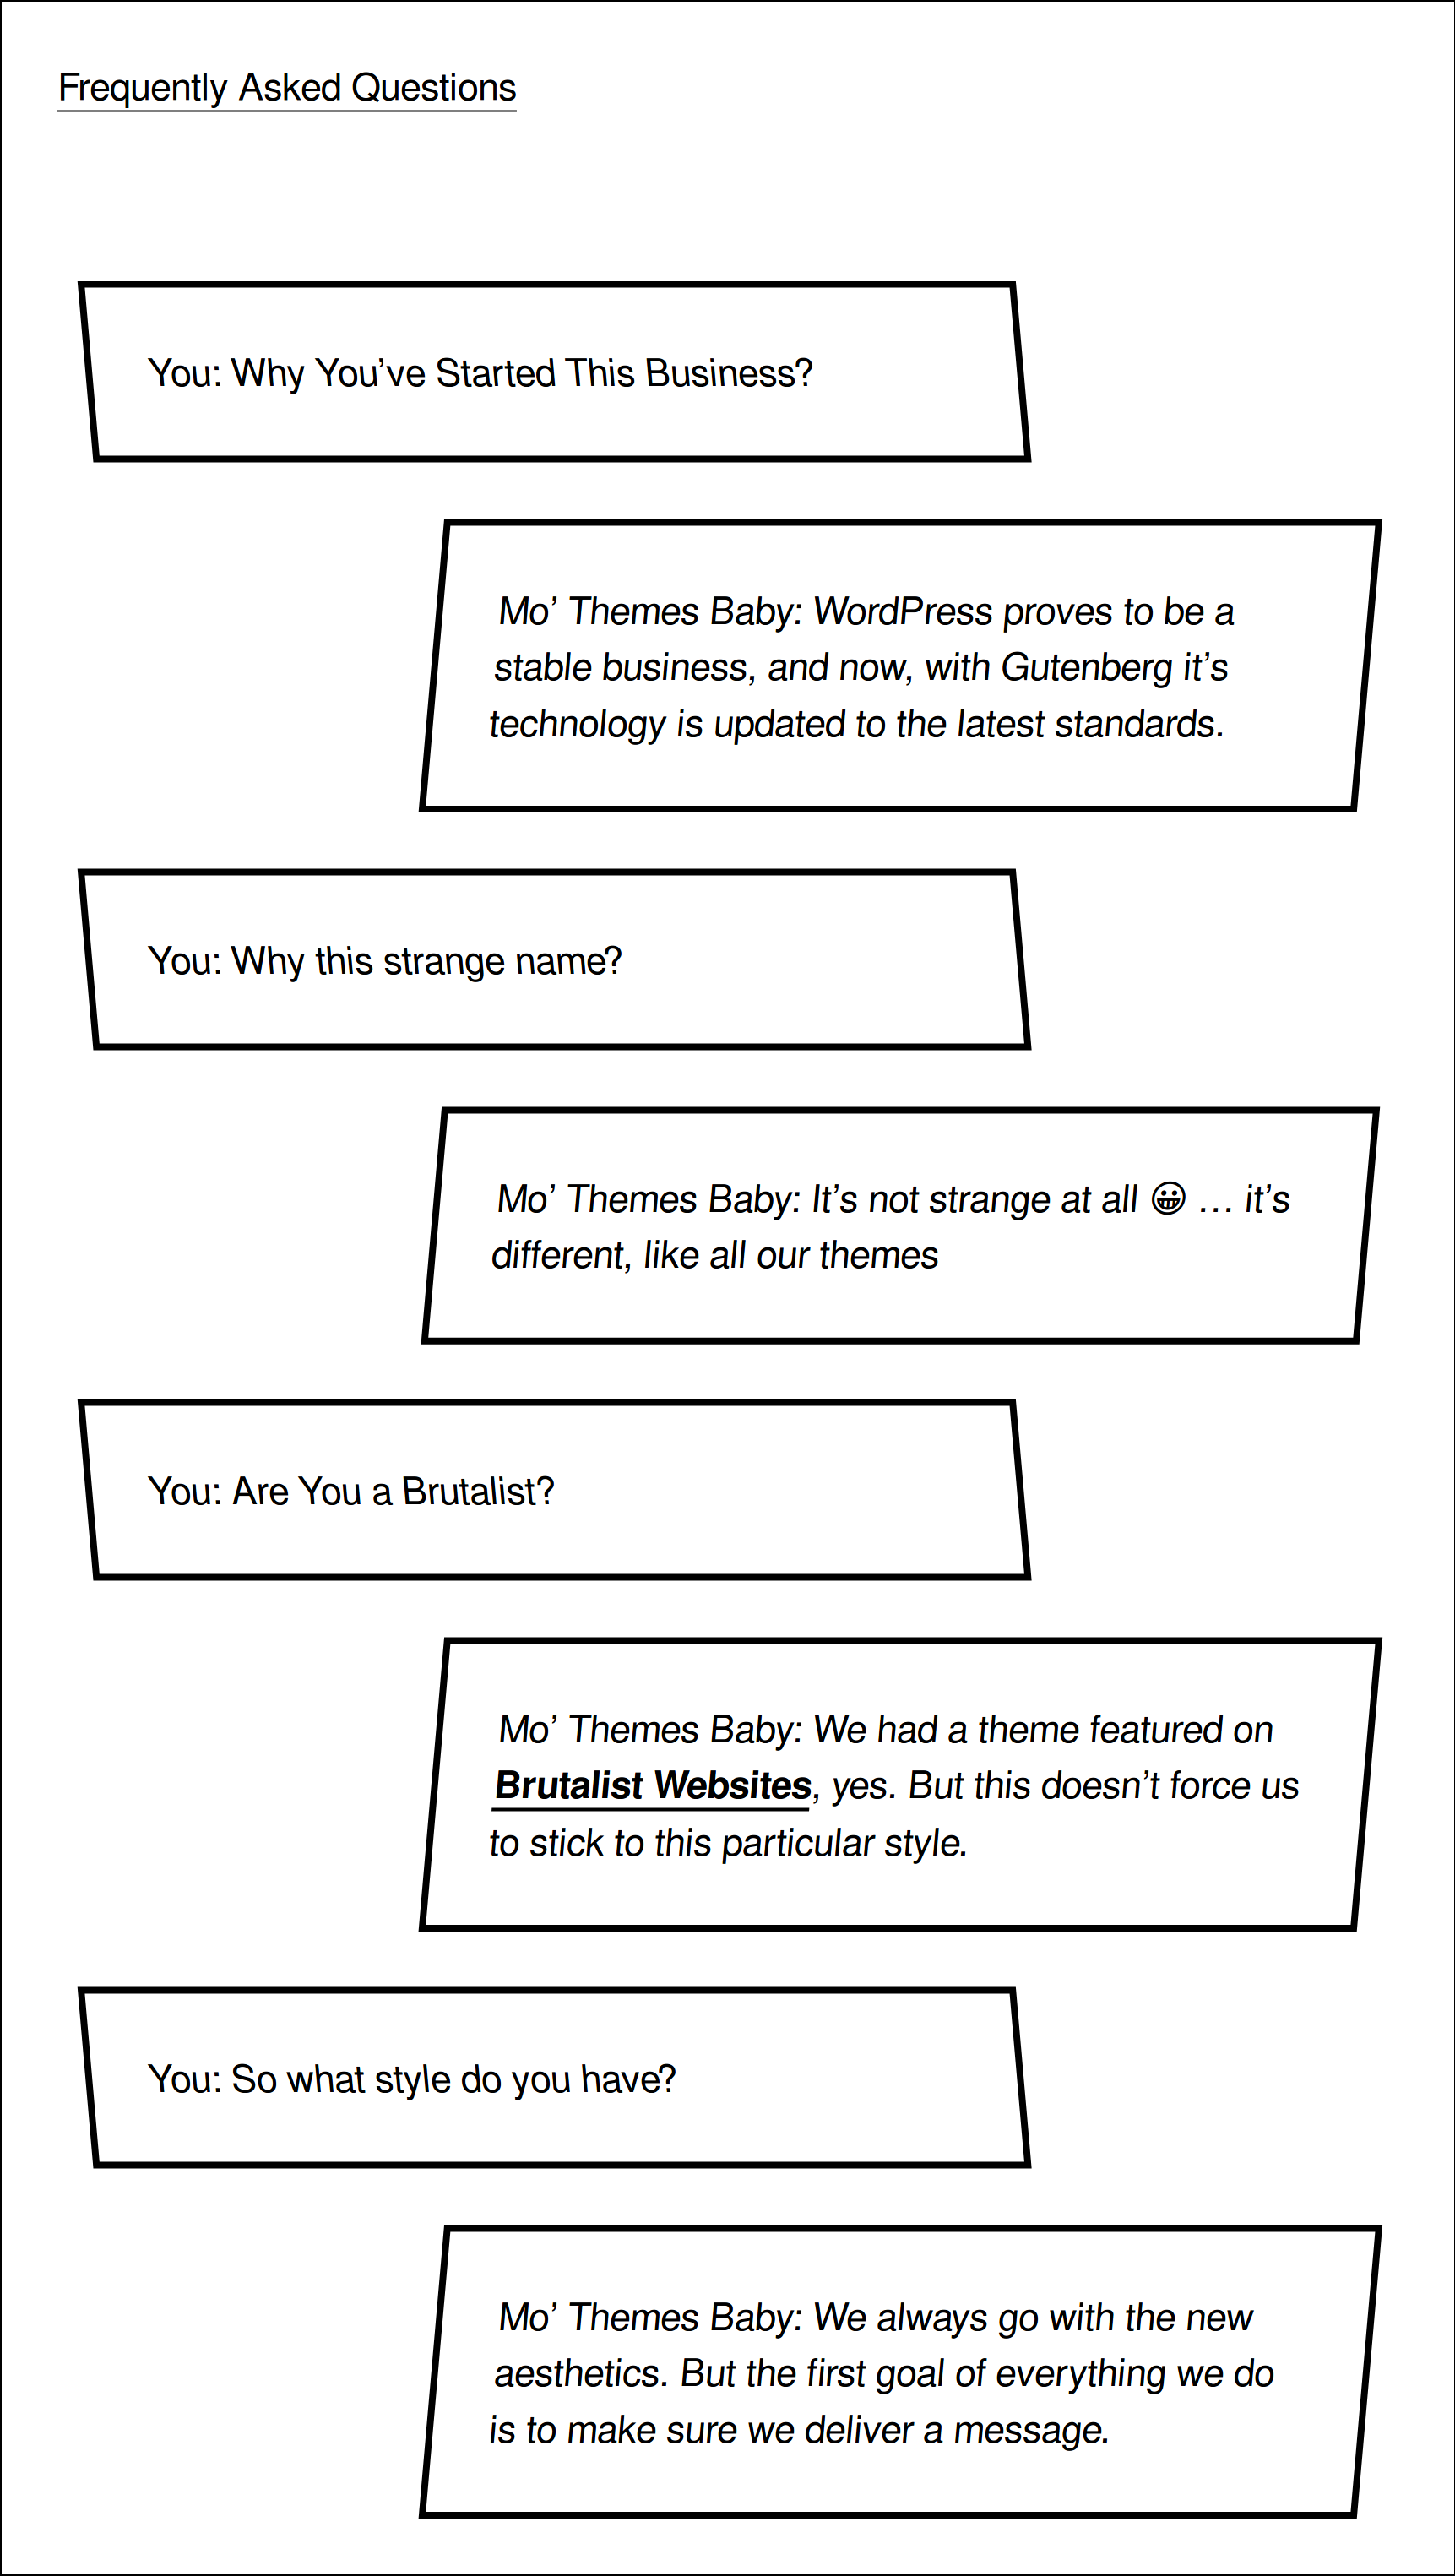 Frequently Asked Questions
You: Why You’ve Started This Business?
Mo’ Themes Baby: WordPress proves to be a
stable business, and now, with Gutenberg it’s
technology is updated to the latest standards.
You: Why this strange name?
Mo’ Themes Baby: It’s not strange at all 😀 … it’s
different, like all our themes
You: Are You a Brutalist?
Mo’ Themes Baby: We had a theme featured on
Brutalist Websites, yes. But this doesn’t force us
to stick to this particular style.
You: So what style do you have?
Mo’ Themes Baby: We always go with the new
aesthetics. But the first goal of everything we do
is to make sure we deliver a message.